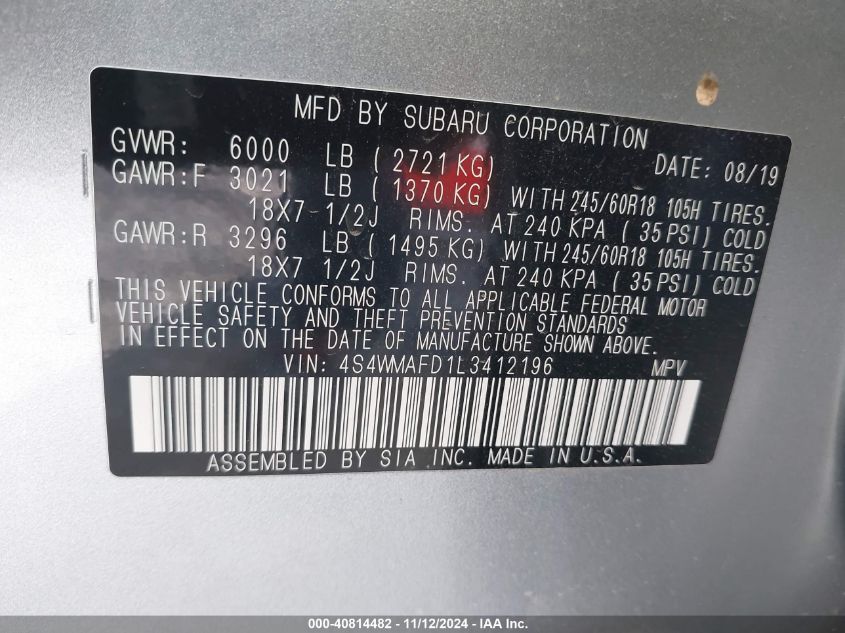 MFD BY SUBARU CORPORATION
GVWR: 6000 LB ( 2721 KG) DATE: 08/19
GAWR:F 3021 LB ( 1370 KG) WITH 245/60R18 105H TIRES.
18X7 1/2J RIMS. AT 240 KPA ( 35 PSI) COLD
GAWR:R 3296 LB ( 1495 KG) WITH 245/60R18 105H TIRES.
18X7 1/2J RIMS. AT 240 KPA ( 35 PSI) COLD
THIS VEHICLE CONFORMS TO ALL APPLICABLE FEDERAL MOTOR
VEHICLE SAFETY AND THEFT PREVENTION STANDARDS
IN EFFECT ON THE DATE OF MANUFACTURE SHOWN ABOVE.
VIN: 4S4WMAFD1L3412196 MPV
ASSEMBLED BY SIA INC. MADE IN U.S.A.
000-40814482 - 11/12/2024 - IAA Inc.